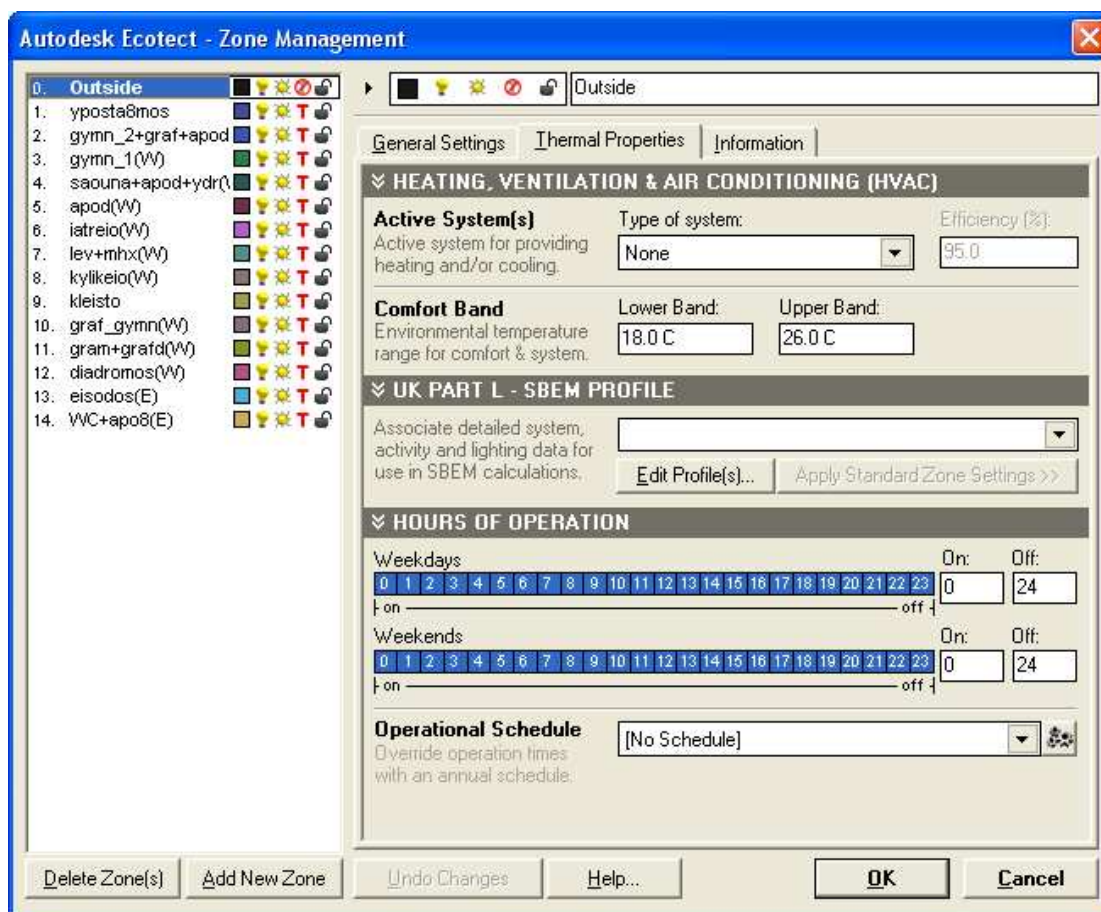 Autodesk Ecotect - Zone Management
0. Outside
1. yposta8mos
2. gymn_2+graf+apod
3. gymn_1(W)
4. saouna+apod+ydr(\
5. apod(W)
6. iatreio(W)
7. lev+mhx(W)
8. kylikeio(W)
9. kleisto
10. graf_gymn(W)
11. gram+grafd(W)
12. diadromos(W)
13. eisodos(E)
14. WC+apo8(E)
Delete Zone(s) Add New Zone
Outside
General Settings Thermal Properties Information
HEATING, VENTILATION & AIR CONDITIONING (HVAC)
Active System(s) Type of system: Efficiency (%):
Active system for providing
heating and/or cooling.
None 95.0
Comfort Band Lower Band: Upper Band:
Environmental temperature
range for comfort & system.
18.0 C 26.0 C
UK PART L - SBEM PROFILE
Associate detailed system,
activity and lighting data for
use in SBEM calculations.
Edit Profile(s)... Apply Standard Zone Settings >>
HOURS OF OPERATION
Weekdays On: Off:
0 1 2 3 4 5 6 7 8 9 10 11 12 13 14 15 16 17 18 19 20 21 22 23 0 24
on off
Weekends On: Off:
0 1 2 3 4 5 6 7 8 9 10 11 12 13 14 15 16 17 18 19 20 21 22 23 0 24
on off
Operational Schedule [No Schedule]
Override operation times
with an annual schedule.
Undo Changes Help... OK Cancel